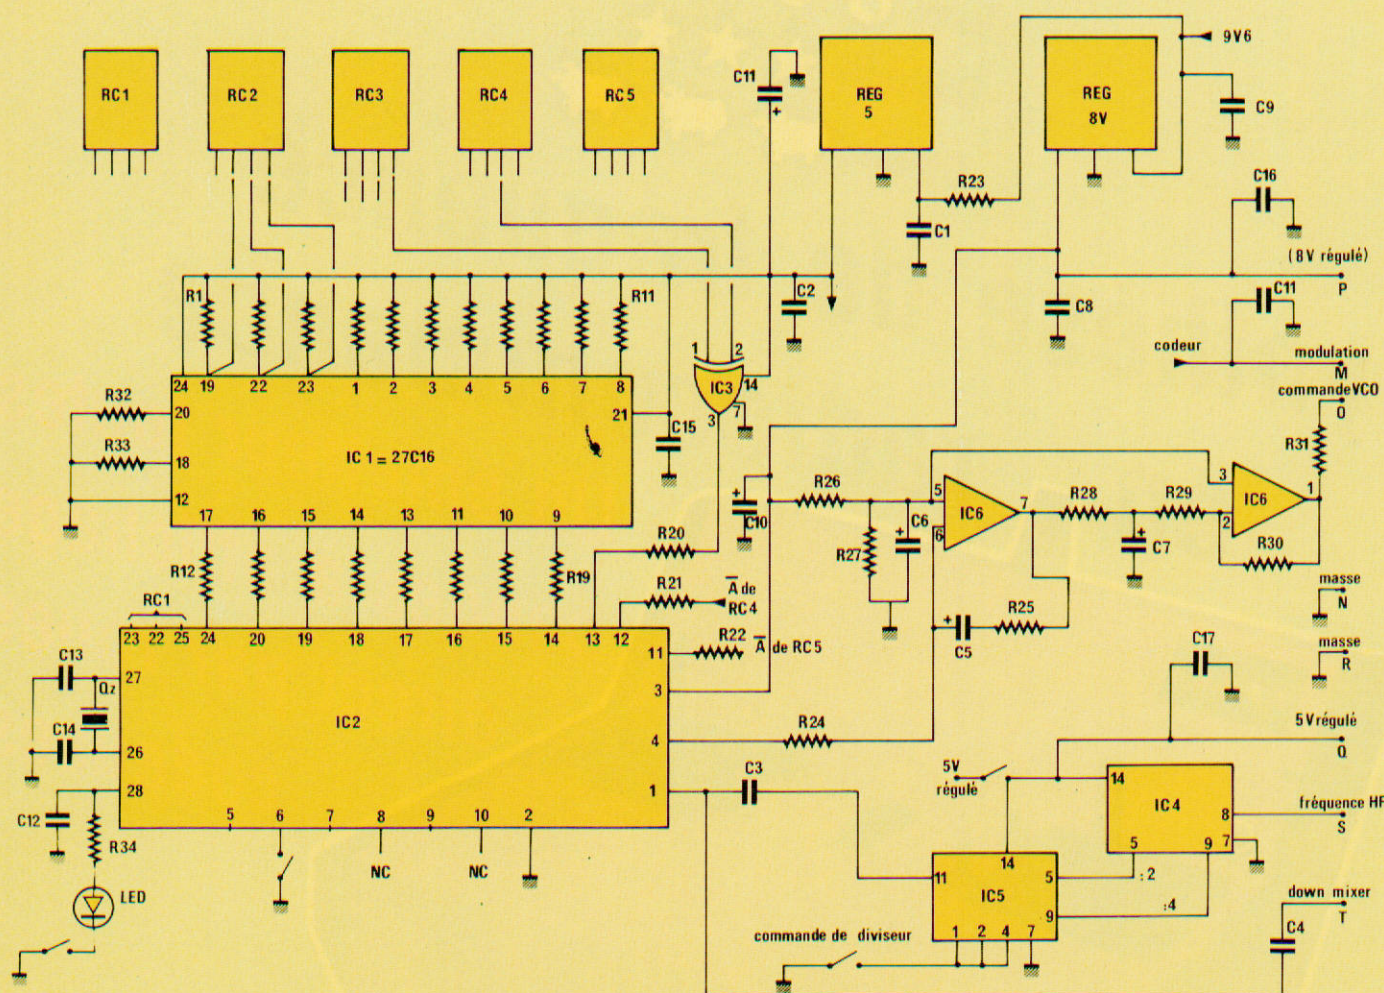 RC1 RC2 RC3 RC4 RC5
C11
+
REG 5
REG 8V
9V6
C9
R23
C16
C1
(8V régulé)
P
C11
C8
C2
codeur
modulation
M
commande VCO
O
R1
R11
1 2
IC3
14
7
3
24 19 22 23 1 2 3 4 5 6 7 8
R32
20
21
R33
18
IC1 = 27C16
C15
12
17 16 15 14 13 11 10 9
R31
R26
5
IC6
7
6
R28
R29
3
IC6
1
2
+
C10
R27
+
C6
+
C7
R30
R12
R19
R20
R21
A de RC4
R22
A de RC5
masse
N
+
C5
R25
masse
R
C17
RC1
23 22 25 24 20 19 18 17 16 15 14 13 12
11
C13
27
Qz
3
IC2
C14
26
4
R24
5V régulé
Q
28
1
C3
5V régulé
14
IC4
8
fréquence HF
S
5
9
7
C12
R34
5 6 7 8 9 10 2
NC NC
LED
14
11
IC5
5
:2
9
:4
1 2 4 7
commande de diviseur
down mixer
T
C4